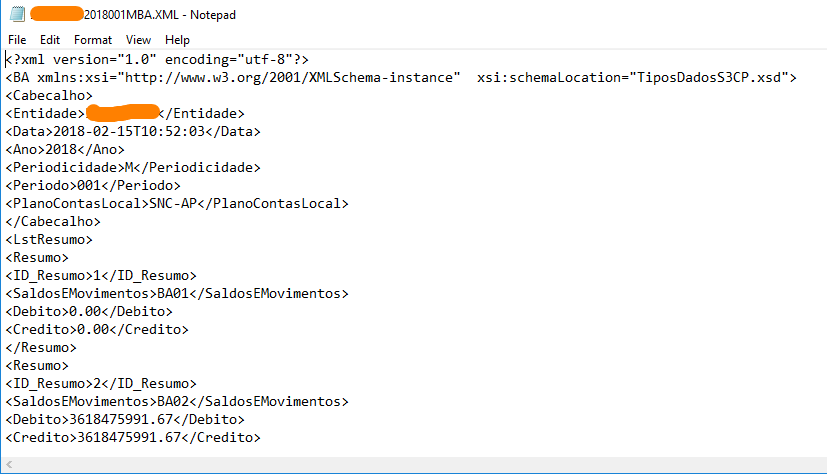 2018001MBA.XML - Notepad
File Edit Format View Help
<?xml version="1.0" encoding="utf-8"?>
<BA xmlns:xsi="http://www.w3.org/2001/XMLSchema-instance"  xsi:schemaLocation="TiposDadosS3CP.xsd">
<Cabecalho>
<Entidade></Entidade>
<Data>2018-02-15T10:52:03</Data>
<Ano>2018</Ano>
<Periodicidade>M</Periodicidade>
<Periodo>001</Periodo>
<PlanoContasLocal>SNC-AP</PlanoContasLocal>
</Cabecalho>
<LstResumo>
<Resumo>
<ID_Resumo>1</ID_Resumo>
<SaldosEMovimentos>BA01</SaldosEMovimentos>
<Debito>0.00</Debito>
<Credito>0.00</Credito>
</Resumo>
<Resumo>
<ID_Resumo>2</ID_Resumo>
<SaldosEMovimentos>BA02</SaldosEMovimentos>
<Debito>3618475991.67</Debito>
<Credito>3618475991.67</Credito>